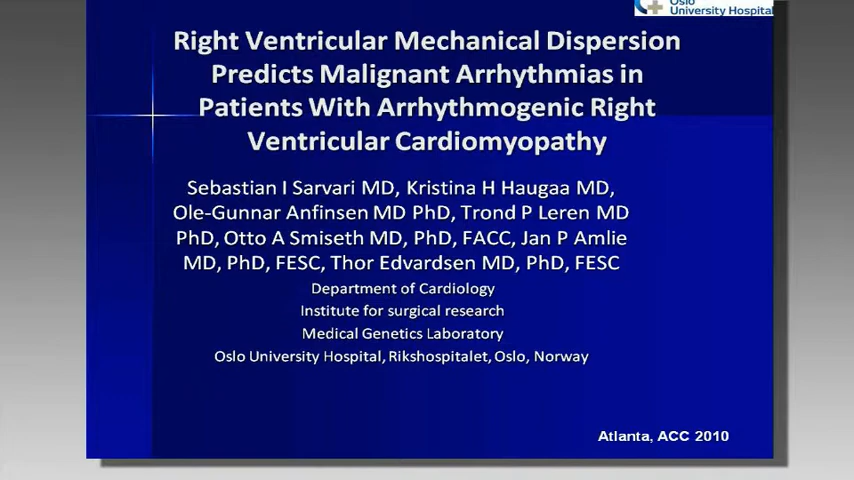 Oslo
University Hospital
Right Ventricular Mechanical Dispersion
Predicts Malignant Arrhythmias in
Patients With Arrhythmogenic Right
Ventricular Cardiomyopathy
Sebastian I Sarvari MD, Kristina H Haugaa MD,
Ole-Gunnar Anfinsen MD PhD, Trond P Leren MD
PhD, Otto A Smiseth MD, PhD, FACC, Jan P Amlie
MD, PhD, FESC, Thor Edvardsen MD, PhD, FESC
Department of Cardiology
Institute for surgical research
Medical Genetics Laboratory
Oslo University Hospital, Rikshospitalet, Oslo, Norway
Atlanta, ACC 2010